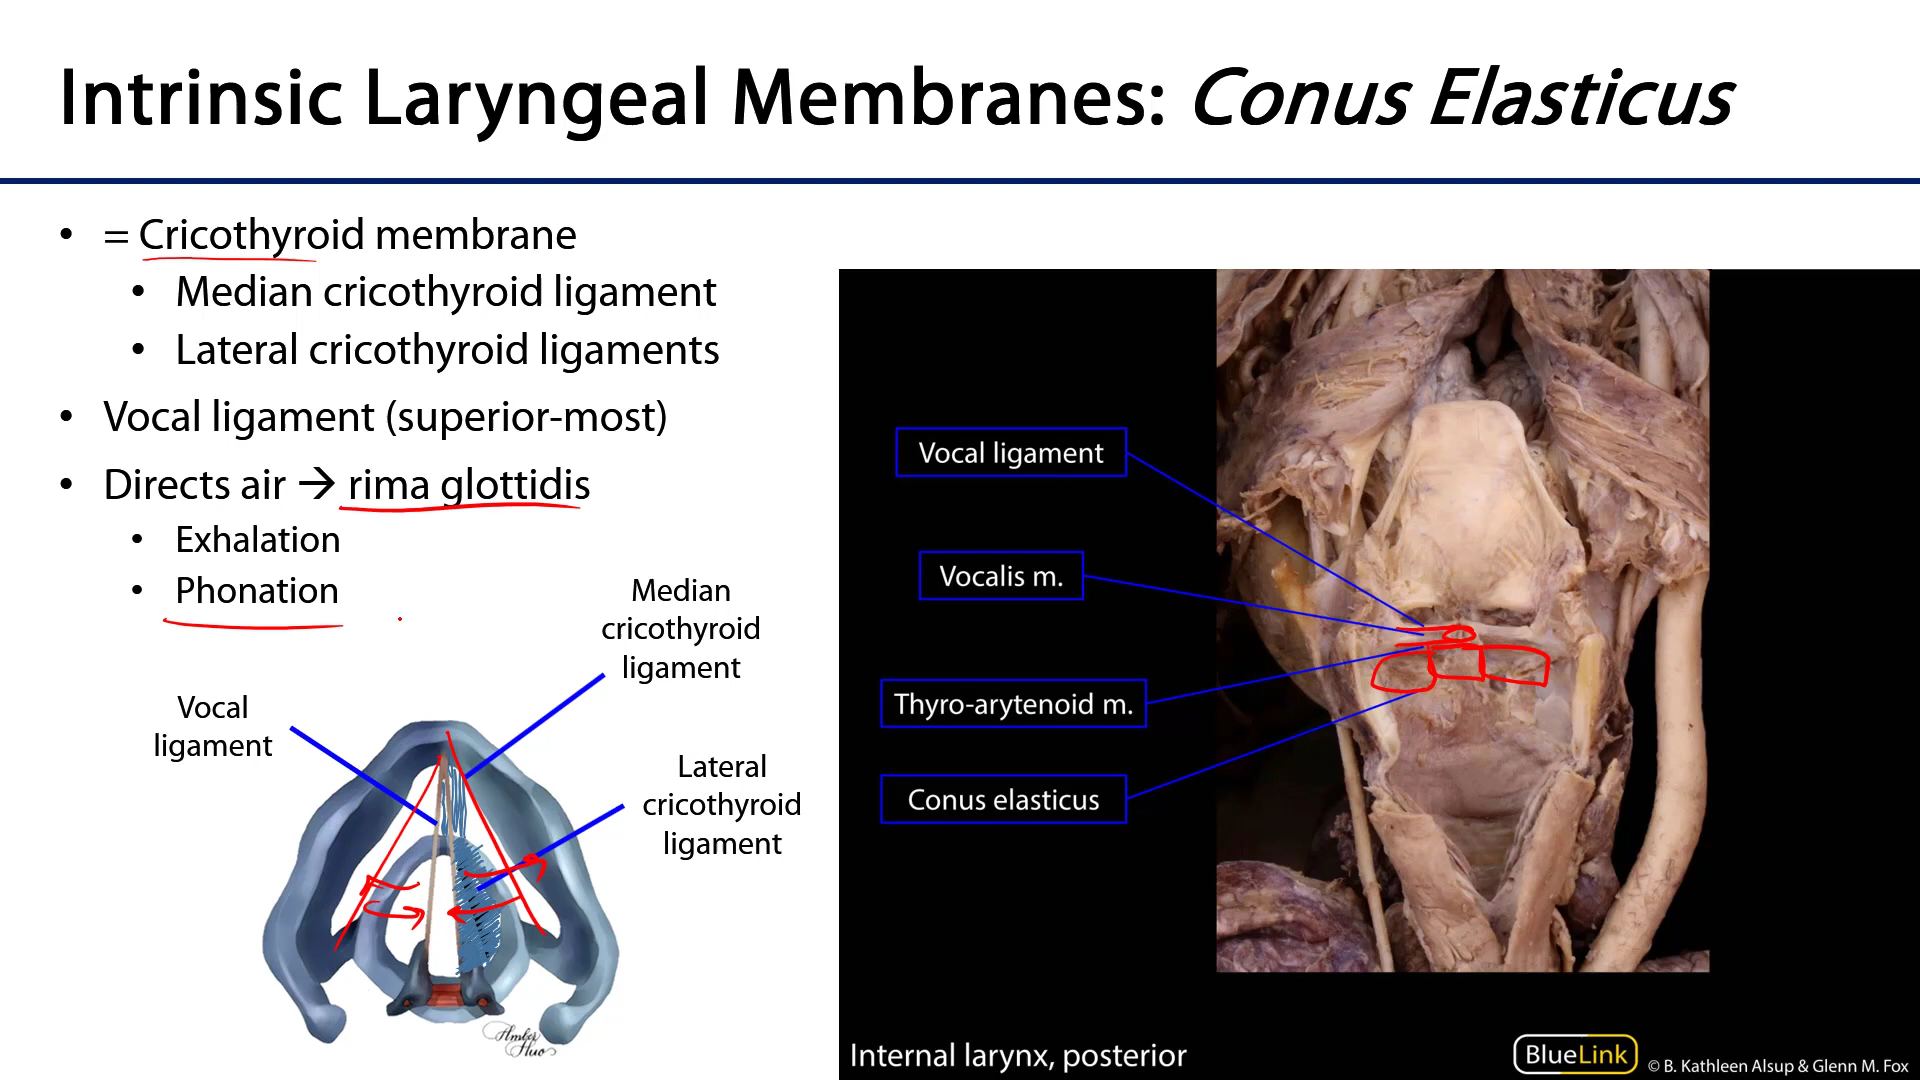 Intrinsic Laryngeal Membranes: Conus Elasticus
• = Cricothyroid membrane
• Median cricothyroid ligament
• Lateral cricothyroid ligaments
• Vocal ligament (superior-most)
• Directs air → rima glottidis
• Exhalation
• Phonation
Median
cricothyroid
ligament
Vocal
ligament
Lateral
cricothyroid
ligament
Amber
Huo
Vocal ligament
Vocalis m.
Thyro-arytenoid m.
Conus elasticus
Internal larynx, posterior
BlueLink
© B. Kathleen Alsup & Glenn M. Fox